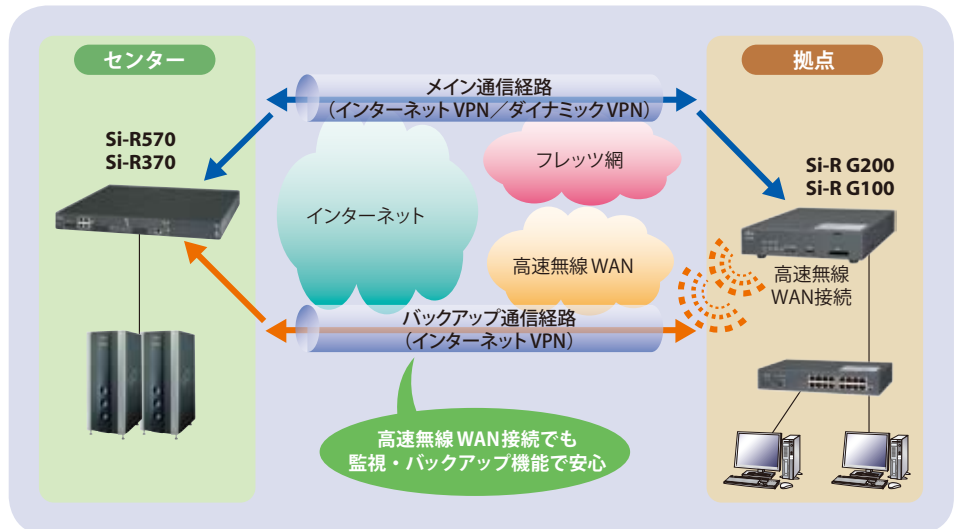 センター
拠点
メイン通信経路
(インターネットVPN/ダイナミックVPN)
Si-R570
Si-R370
フレッツ網
Si-R G200
Si-R G100
インターネット
高速無線WAN
高速無線
WAN接続
バックアップ通信経路
(インターネットVPN)
高速無線WAN接続でも
監視・バックアップ機能で安心